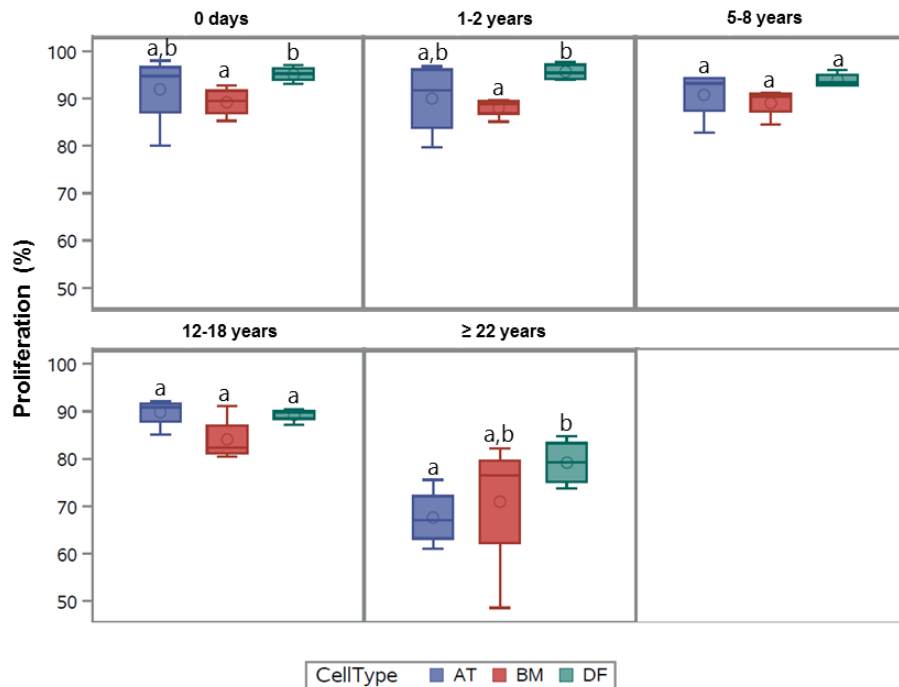 0 days 1-2 years 5-8 years
100
90
80
70
60
50
a,b a b
a,b a b
a a a
Proliferation (%)
12-18 years ≥ 22 years
100
90
80
70
60
50
a a a
a a,b b
CellType AT BM DF